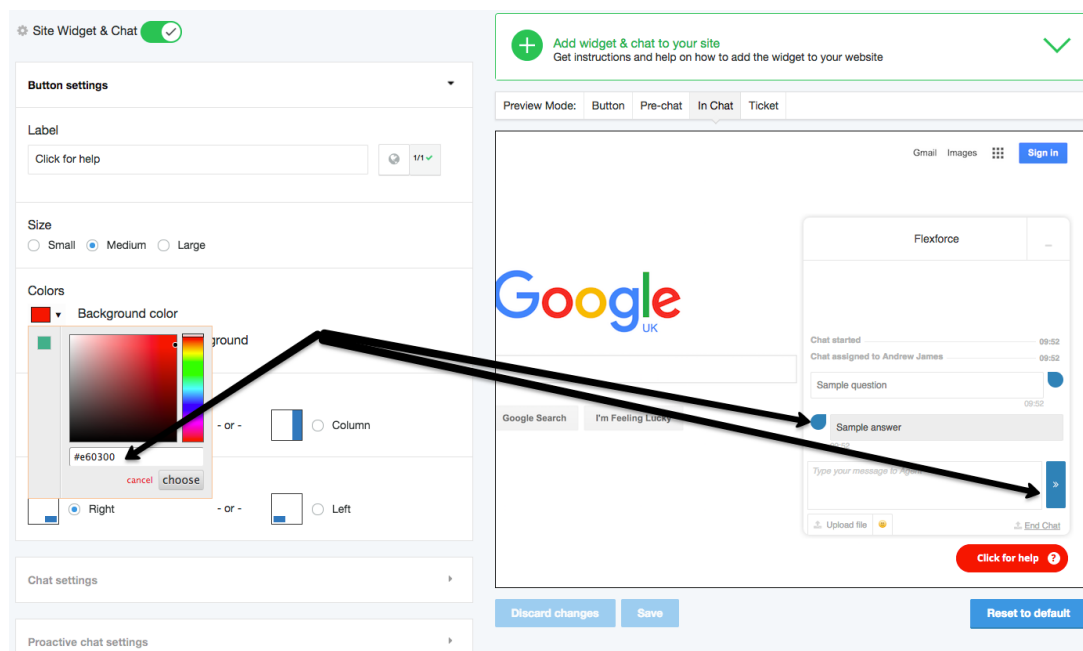 Site Widget & Chat
Button settings
Label
Click for help
1/1
Size
Small Medium Large
Colors
Background color
ground
#e60300
cancel choose
- or - Column
Right - or - Left
Chat settings
Proactive chat settings
Add widget & chat to your site
Get instructions and help on how to add the widget to your website
Preview Mode: Button Pre-chat In Chat Ticket
Gmail Images Sign in
Flexforce
Google
UK
Google Search I'm Feeling Lucky
Chat started 09:52
Chat assigned to Andrew James 09:52
Sample question
09:52
Sample answer
09:52
Type your message to
Upload file End Chat
Click for help ?
Discard changes Save Reset to default